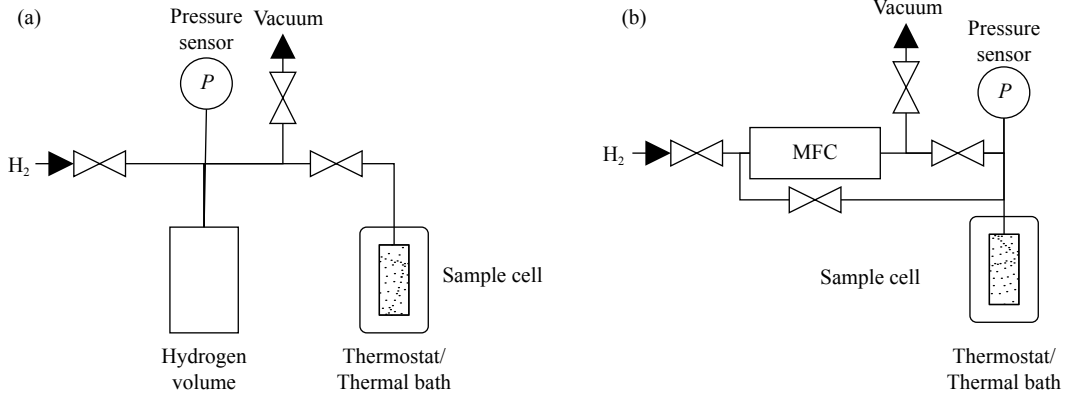 (a)
Pressure
sensor
Vacuum
P
H₂
Sample cell
Hydrogen
volume
Thermostat/
Thermal bath
(b)
Vacuum
Pressure
sensor
P
H₂
MFC
Sample cell
Thermostat/
Thermal bath